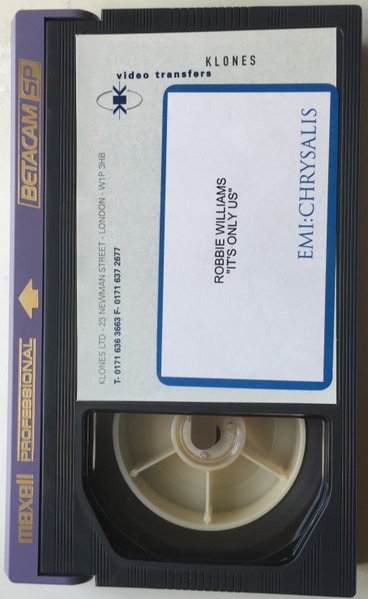 maxell PROFESSIONAL BETACAM SP
KLONES
video transfers
KLONES LTD - 23 NEWMAN STREET - LONDON - W1P 3HB
T- 0171 636 3663 F- 0171 637 2677
ROBBIE WILLIAMS
"IT'S ONLY US"
EMI:CHRYSALIS